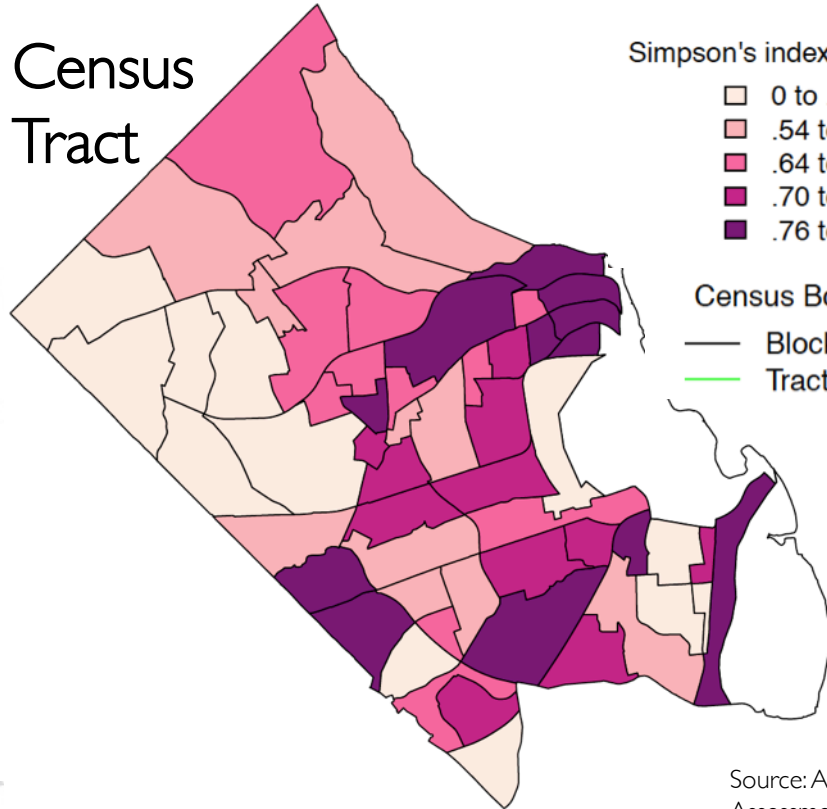 Census
Tract
Simpson's index
0 to
.54 t
.64 t
.70 t
.76 t
Census Bo
Block
Tract
Source: A